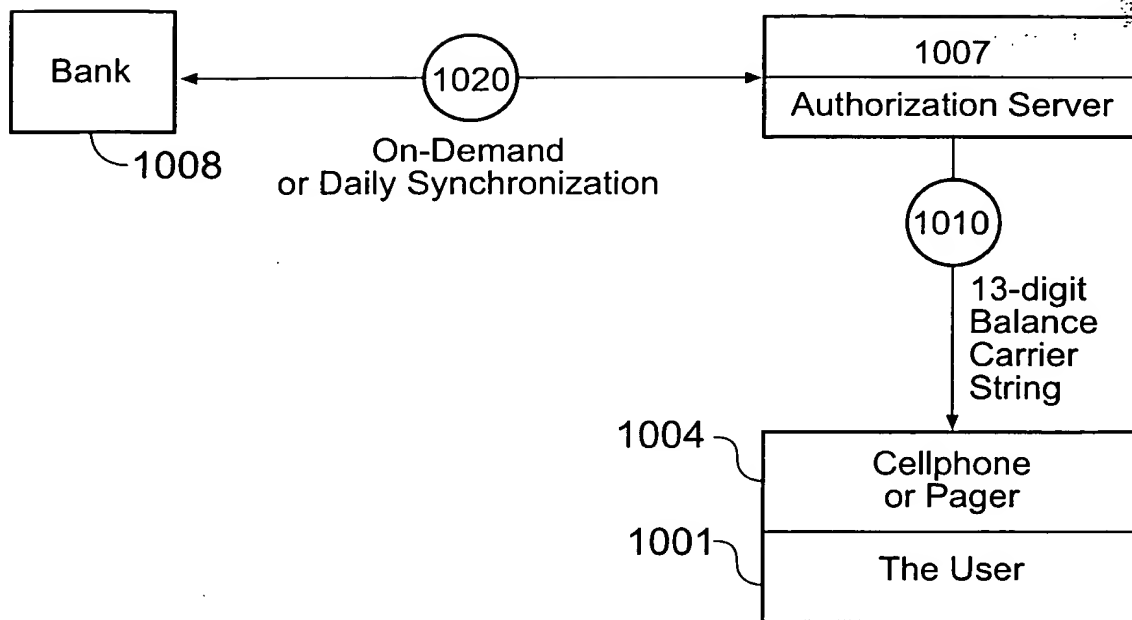 Bank
1008
1020
On-Demand
or Daily Synchronization
1007
Authorization Server
1010
13-digit
Balance
Carrier
String
1004
Cellphone
or Pager
1001
The User